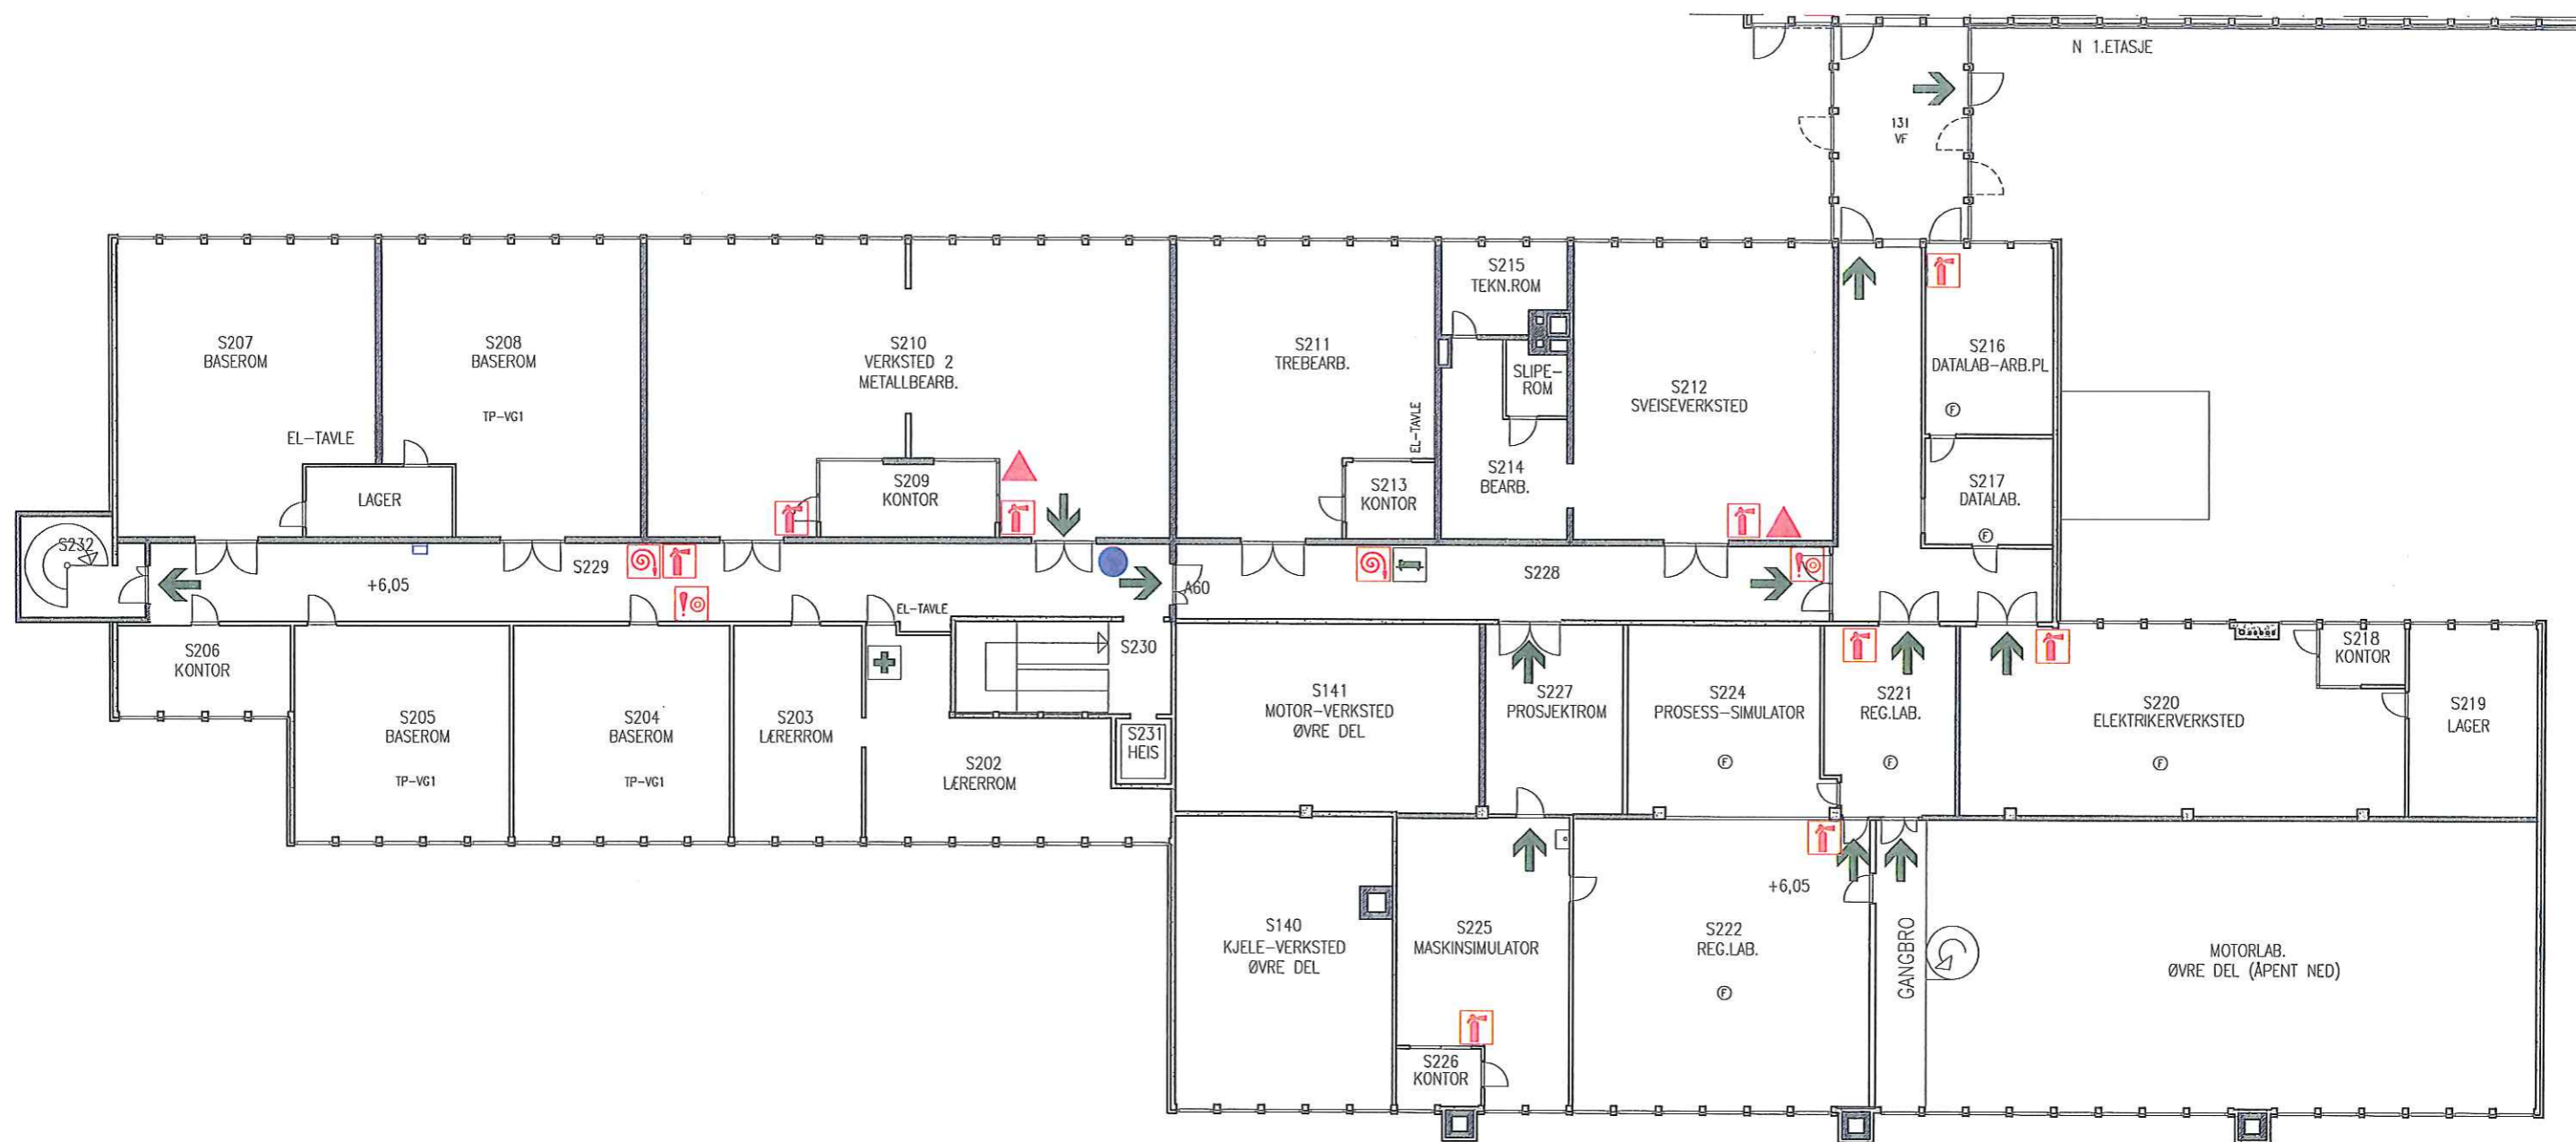 N 1.ETASJE
131
VF
S207
BASEROM
S208
BASEROM
TP-VG1
EL-TAVLE
LAGER
S210
VERKSTED 2
METALLBEARB.
S209
KONTOR
S211
TREBEARB.
EL-TAVLE
S213
KONTOR
S215
TEKN.ROM
SLIPE-
ROM
S214
BEARB.
S212
SVEISEVERKSTED
S216
DATALAB-ARB.PL
F
S217
DATALAB.
F
S232
S229
+6,05
A60
S228
EL-TAVLE
S230
S206
KONTOR
S205
BASEROM
TP-VG1
S204
BASEROM
TP-VG1
S203
LÆRERROM
S202
LÆRERROM
S231
HEIS
S141
MOTOR-VERKSTED
ØVRE DEL
S227
PROSJEKTROM
S224
PROSESS-SIMULATOR
F
S221
REG.LAB.
F
S220
ELEKTRIKERVERKSTED
F
S218
KONTOR
S219
LAGER
S140
KJELE-VERKSTED
ØVRE DEL
S225
MASKINSIMULATOR
S226
KONTOR
+6,05
S222
REG.LAB.
F
GANGBRO
MOTORLAB.
ØVRE DEL (ÅPENT NED)